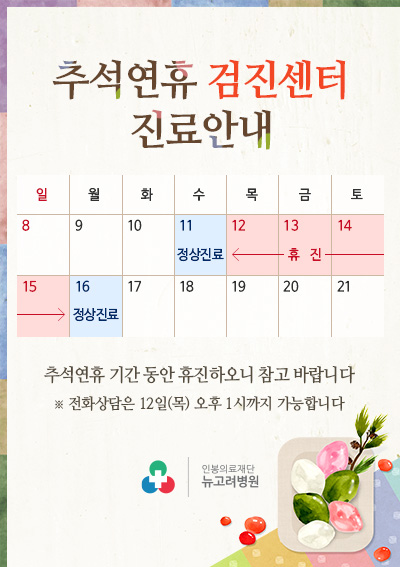 추석연휴 검진센터
진료안내
일 월 화 수 목 금 토
8 9 10 11 12 13 14
정상진료 휴 진
15 16 17 18 19 20 21
정상진료
추석연휴 기간 동안 휴진하오니 참고 바랍니다
※ 전화상담은 12일(목) 오후 1시까지 가능합니다
인봉의료재단
뉴고려병원